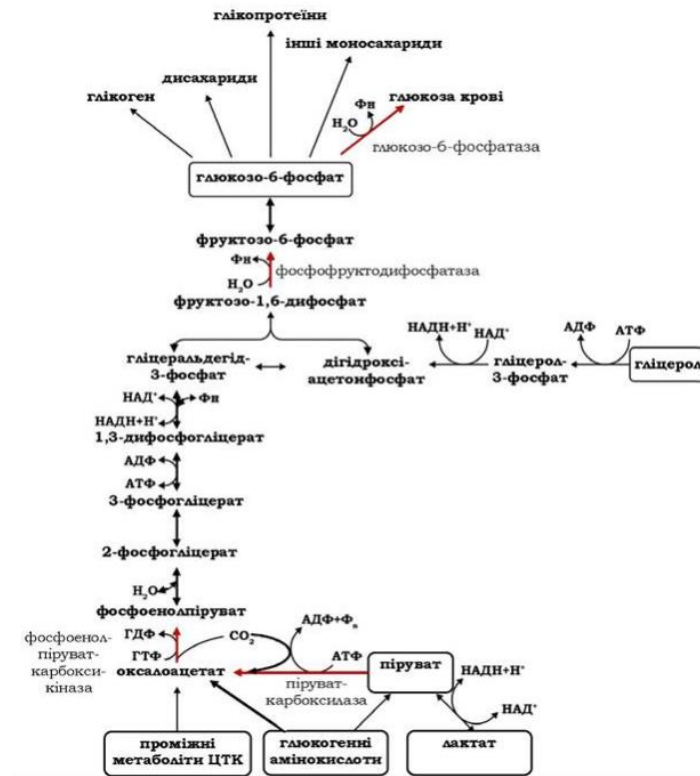 глікопротеїни
інші моносахариди
дисахариди
глікоген
глюкоза крові
Фн
H₂O
глюкозо-6-фосфатаза
глюкозо-6-фосфат
фруктозо-6-фосфат
Фн
H₂O
фосфофруктодифосфатаза
фруктозо-1,6-дифосфат
гліцеральдегід-
3-фосфат
дігідроксі-
ацетонфосфат
НАДН+Н⁺
НАД⁺
гліцерол-
3-фосфат
АДФ
АТФ
гліцерол
НАД⁺
Фн
НАДН+Н⁺
1,3-дифосфогліцерат
АДФ
АТФ
3-фосфогліцерат
2-фосфогліцерат
H₂O
фосфоенолпіруват
фосфоенол-
піруват-
карбокси-
кіназа
ГДФ
ГТФ
CO₂
АДФ+Фₙ
АТФ
оксалоацетат
піруват-
карбоксилаза
піруват
НАДН+Н⁺
НАД⁺
проміжні
метаболіти ЦТК
глюкогенні
амінокислоти
лактат